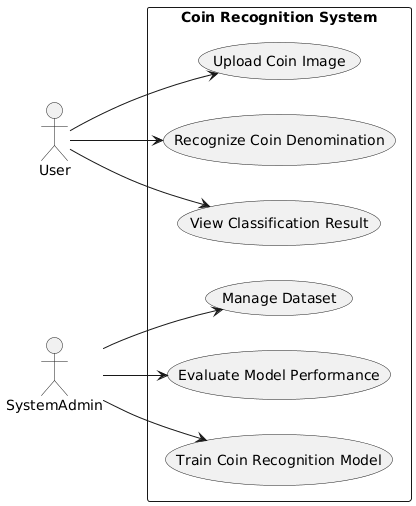 Coin Recognition System
Upload Coin Image
Recognize Coin Denomination
User
View Classification Result
Manage Dataset
Evaluate Model Performance
SystemAdmin
Train Coin Recognition Model